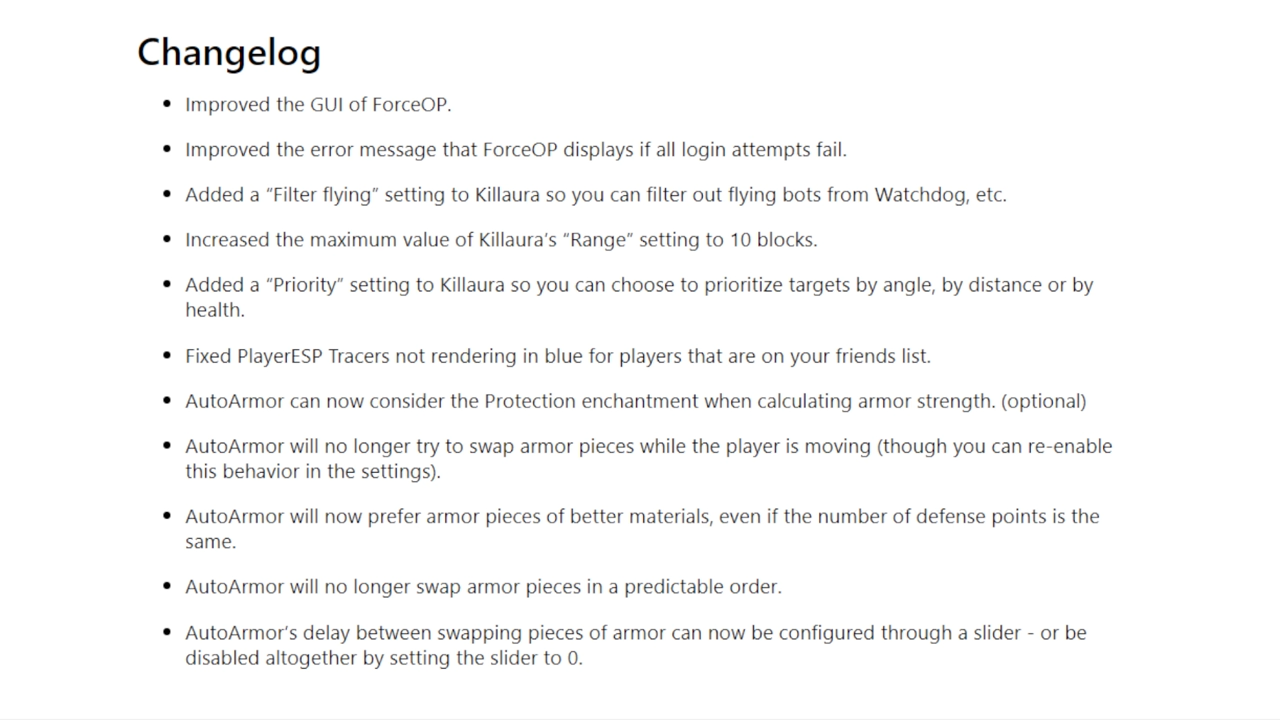 Changelog
• Improved the GUI of ForceOP.
• Improved the error message that ForceOP displays if all login attempts fail.
• Added a “Filter flying” setting to Killaura so you can filter out flying bots from Watchdog, etc.
• Increased the maximum value of Killaura’s “Range” setting to 10 blocks.
• Added a “Priority” setting to Killaura so you can choose to prioritize targets by angle, by distance or by
health.
• Fixed PlayerESP Tracers not rendering in blue for players that are on your friends list.
• AutoArmor can now consider the Protection enchantment when calculating armor strength. (optional)
• AutoArmor will no longer try to swap armor pieces while the player is moving (though you can re-enable
this behavior in the settings).
• AutoArmor will now prefer armor pieces of better materials, even if the number of defense points is the
same.
• AutoArmor will no longer swap armor pieces in a predictable order.
• AutoArmor’s delay between swapping pieces of armor can now be configured through a slider - or be
disabled altogether by setting the slider to 0.